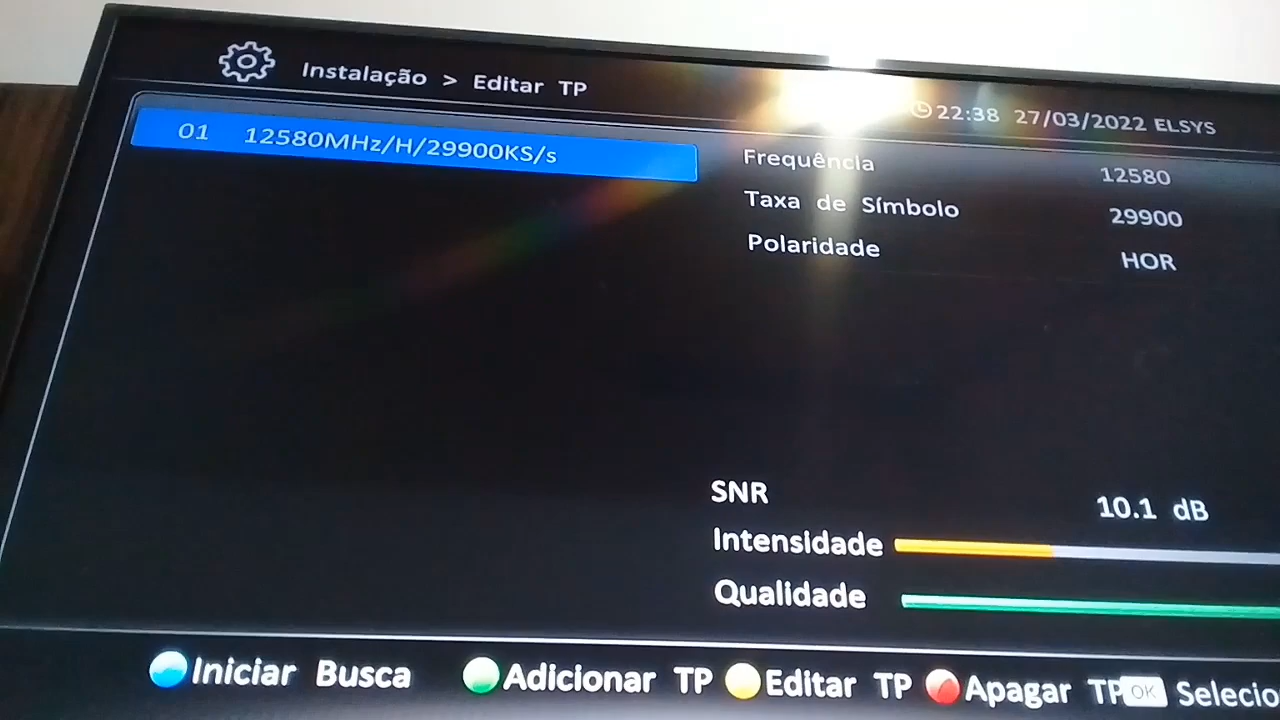 Instalação > Editar TP
22:38 27/03/2022 ELSYS
01 12580MHz/H/29900KS/s
Frequência 12580
Taxa de Símbolo 29900
Polaridade HOR
SNR 10.1 dB
Intensidade
Qualidade
Iniciar Busca Adicionar TP Editar TP Apagar TP OK Selecio